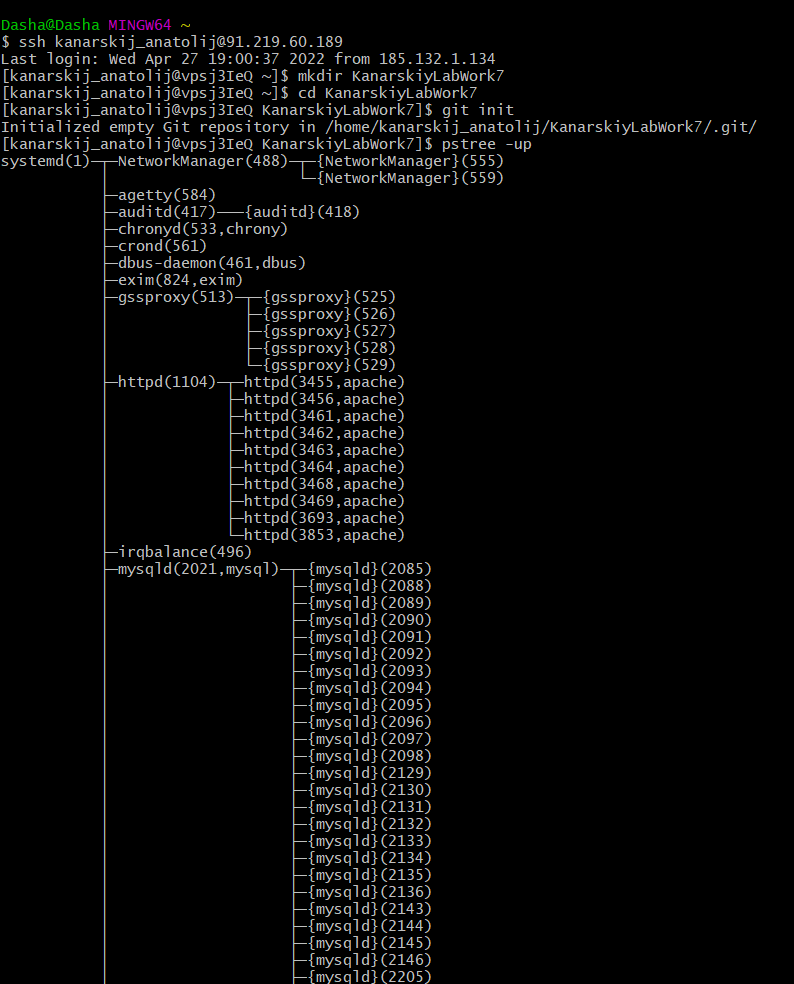 Dasha@Dasha MINGW64 ~
$ ssh kanarskij_anatolij@91.219.60.189
Last login: Wed Apr 27 19:00:37 2022 from 185.132.1.134
[kanarskij_anatolij@vpsj3IeQ ~]$ mkdir KanarskiyLabWork7
[kanarskij_anatolij@vpsj3IeQ ~]$ cd KanarskiyLabWork7
[kanarskij_anatolij@vpsj3IeQ KanarskiyLabWork7]$ git init
Initialized empty Git repository in /home/kanarskij_anatolij/KanarskiyLabWork7/.git/
[kanarskij_anatolij@vpsj3IeQ KanarskiyLabWork7]$ pstree -up
systemd(1)─┬─NetworkManager(488)─┬─{NetworkManager}(555)
           │                     └─{NetworkManager}(559)
           ├─agetty(584)
           ├─auditd(417)───{auditd}(418)
           ├─chronyd(533,chrony)
           ├─crond(561)
           ├─dbus-daemon(461,dbus)
           ├─exim(824,exim)
           ├─gssproxy(513)─┬─{gssproxy}(525)
           │               ├─{gssproxy}(526)
           │               ├─{gssproxy}(527)
           │               ├─{gssproxy}(528)
           │               └─{gssproxy}(529)
           ├─httpd(1104)─┬─httpd(3455,apache)
           │             ├─httpd(3456,apache)
           │             ├─httpd(3461,apache)
           │             ├─httpd(3462,apache)
           │             ├─httpd(3463,apache)
           │             ├─httpd(3464,apache)
           │             ├─httpd(3468,apache)
           │             ├─httpd(3469,apache)
           │             ├─httpd(3693,apache)
           │             └─httpd(3853,apache)
           ├─irqbalance(496)
           ├─mysqld(2021,mysql)─┬─{mysqld}(2085)
           │                    ├─{mysqld}(2088)
           │                    ├─{mysqld}(2089)
           │                    ├─{mysqld}(2090)
           │                    ├─{mysqld}(2091)
           │                    ├─{mysqld}(2092)
           │                    ├─{mysqld}(2093)
           │                    ├─{mysqld}(2094)
           │                    ├─{mysqld}(2095)
           │                    ├─{mysqld}(2096)
           │                    ├─{mysqld}(2097)
           │                    ├─{mysqld}(2098)
           │                    ├─{mysqld}(2129)
           │                    ├─{mysqld}(2130)
           │                    ├─{mysqld}(2131)
           │                    ├─{mysqld}(2132)
           │                    ├─{mysqld}(2133)
           │                    ├─{mysqld}(2134)
           │                    ├─{mysqld}(2135)
           │                    ├─{mysqld}(2136)
           │                    ├─{mysqld}(2143)
           │                    ├─{mysqld}(2144)
           │                    ├─{mysqld}(2145)
           │                    ├─{mysqld}(2146)
           │                    ├─{mysqld}(2205)